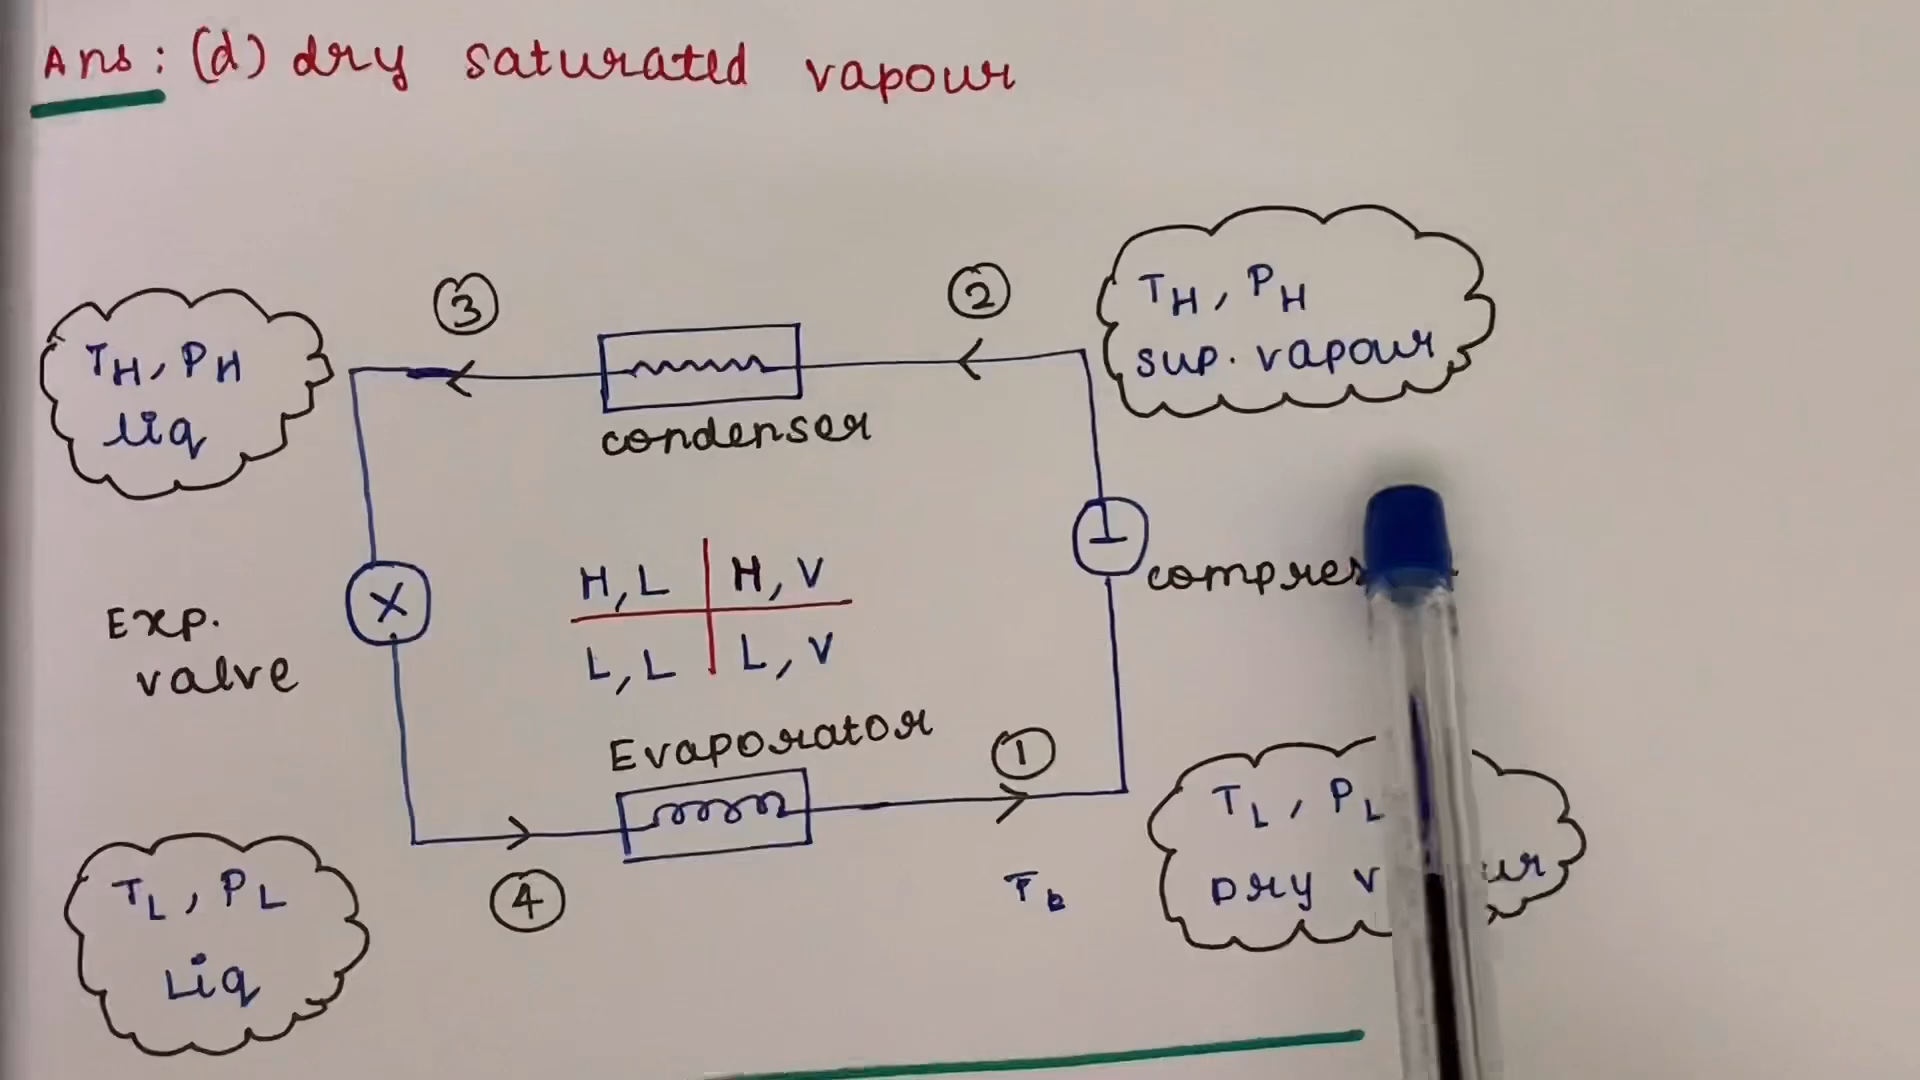 Ans: (d) dry saturated vapour
3
2
TH, PH
sup. vapour
TH, PH
liq
condenser
H, L H, V
L, L L, V
Exp.
valve
Evaporator
1
4
TL, PL
Dry
TL, PL
Liq